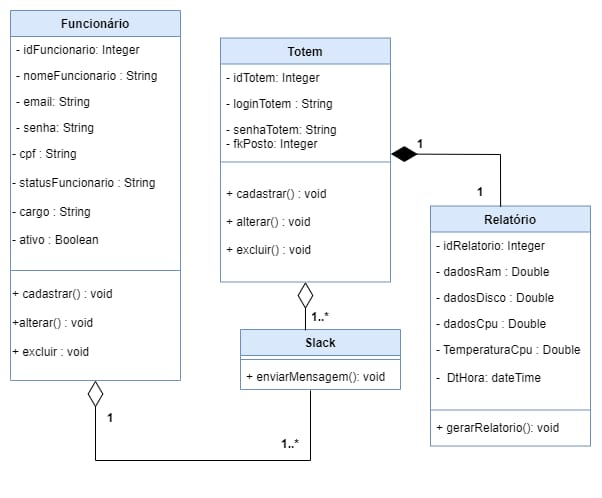 Funcionário
- idFuncionario: Integer
- nomeFuncionario : String
- email: String
- senha: String
- cpf : String
- statusFuncionario : String
- cargo : String
- ativo : Boolean
+ cadastrar() : void
+alterar() : void
+ excluir : void
1
1..*
Totem
- idTotem: Integer
- loginTotem : String
- senhaTotem: String
- fkPosto: Integer
+ cadastrar() : void
+ alterar() : void
+ excluir() : void
1
1
1..*
Slack
+ enviarMensagem(): void
Relatório
- idRelatorio: Integer
- dadosRam : Double
- dadosDisco : Double
- dadosCpu : Double
- TemperaturaCpu : Double
- DtHora: dateTime
+ gerarRelatorio(): void